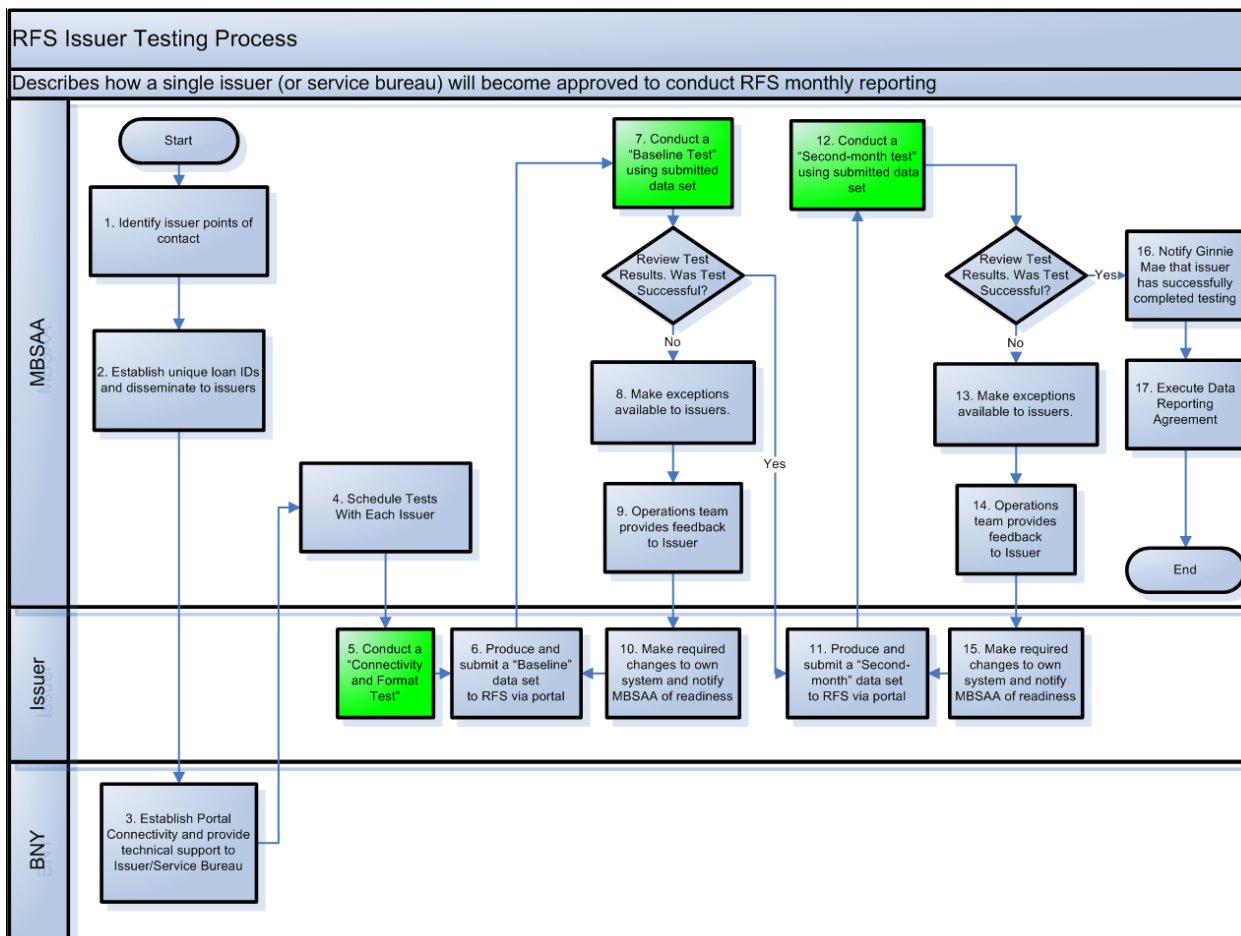 RFS Issuer Testing Process
Describes how a single issuer (or service bureau) will become approved to conduct RFS monthly reporting
MBSAA
Start
1. Identify issuer points of
contact
2. Establish unique loan IDs
and disseminate to issuers
4. Schedule Tests
With Each Issuer
7. Conduct a
“Baseline Test”
using submitted
data set
Review Test
Results. Was Test
Successful?
No
Yes
8. Make exceptions
available to issuers.
9. Operations team
provides feedback
to Issuer
12. Conduct a
“Second-month test”
using submitted data
set
Review Test
Results. Was Test
Successful?
Yes
No
13. Make exceptions
available to issuers.
14. Operations
team provides
feedback
to Issuer
16. Notify Ginnie
Mae that issuer
has successfully
completed testing
17. Execute Data
Reporting
Agreement
End
Issuer
5. Conduct a
“Connectivity
and Format
Test”
6. Produce and
submit a “Baseline”
data set
to RFS via portal
10. Make required
changes to own
system and notify
MBSAA of readiness
11. Produce and
submit a “Second-
month” data set
to RFS via portal
15. Make required
changes to own
system and notify
MBSAA of readiness
BNY
3. Establish Portal
Connectivity and provide
technical support to
Issuer/Service Bureau